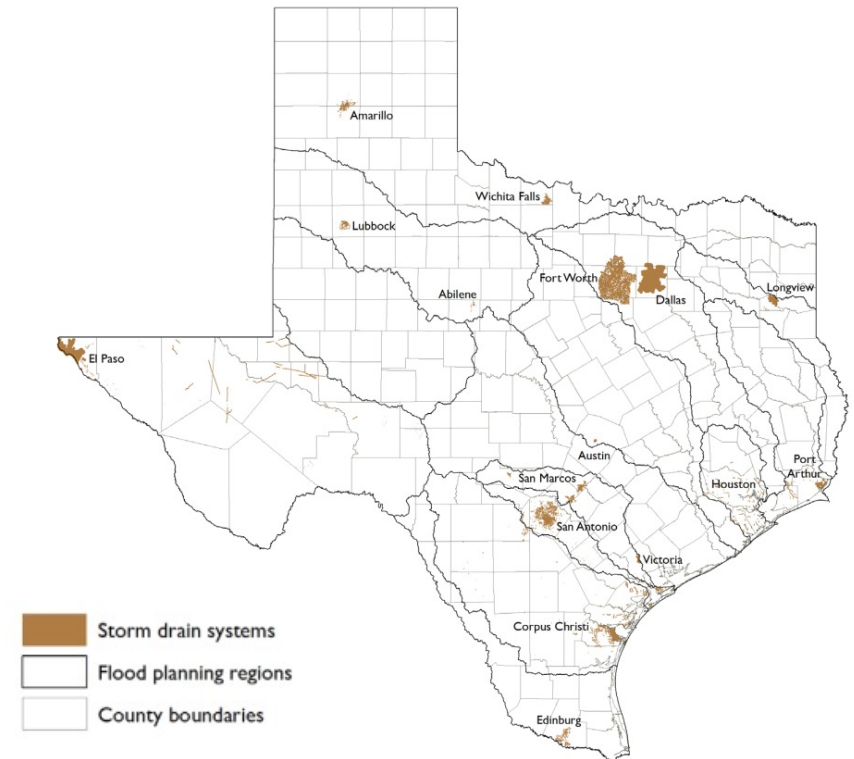 Amarillo
Wichita Falls
Lubbock
Fort Worth
Dallas
Longview
Abilene
El Paso
Austin
Port
Arthur
San Marcos
Houston
San Antonio
Victoria
Corpus Christi
Edinburg
Storm drain systems
Flood planning regions
County boundaries